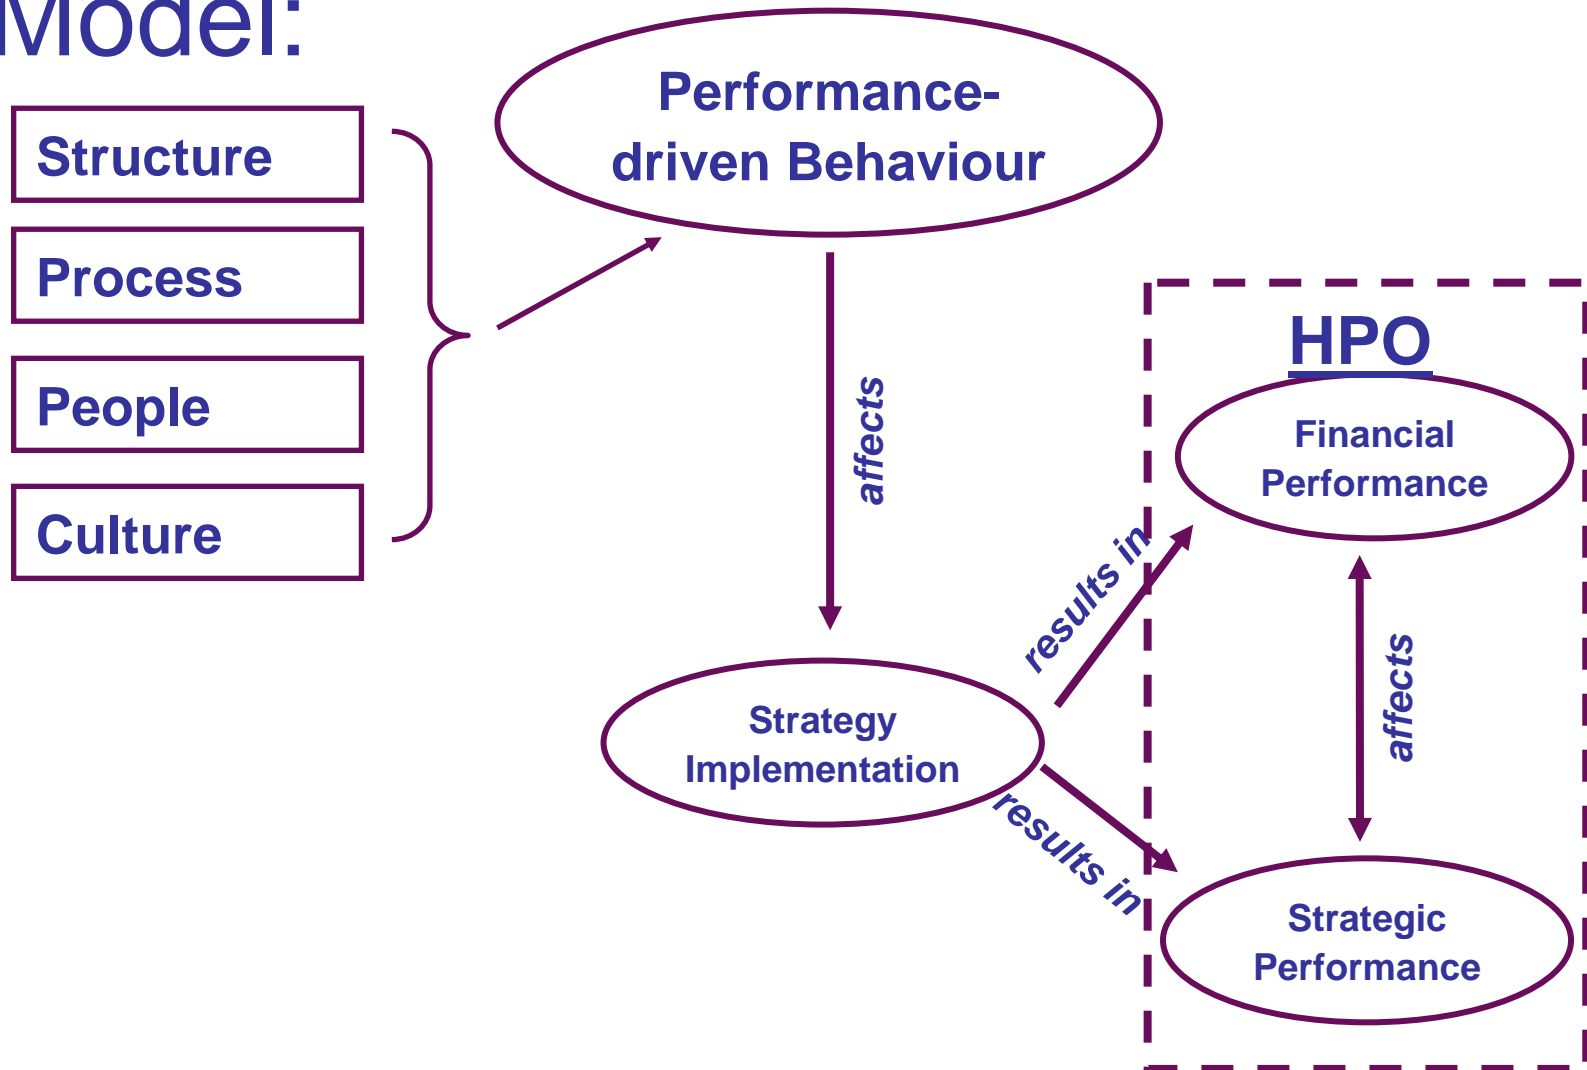 Model:
Structure
Process
People
Culture
Performance-
driven Behaviour
affects
Strategy
Implementation
results in
results in
HPO
Financial
Performance
affects
Strategic
Performance